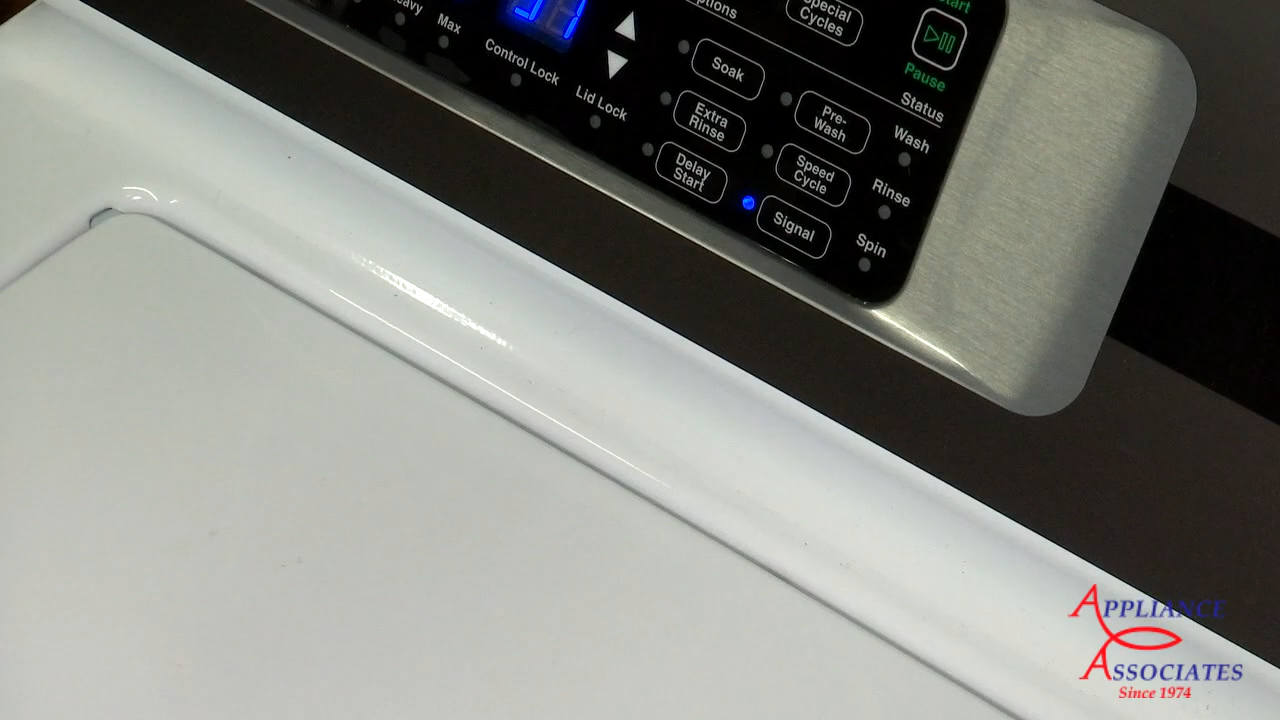 Start
Pause
Special
Cycles
Max
Control Lock
Lid Lock
Soak
Extra
Rinse
Delay
Start
Pre-
Wash
Speed
Cycle
Signal
Status
Wash
Rinse
Spin
APPLIANCE
ASSOCIATES
Since 1974